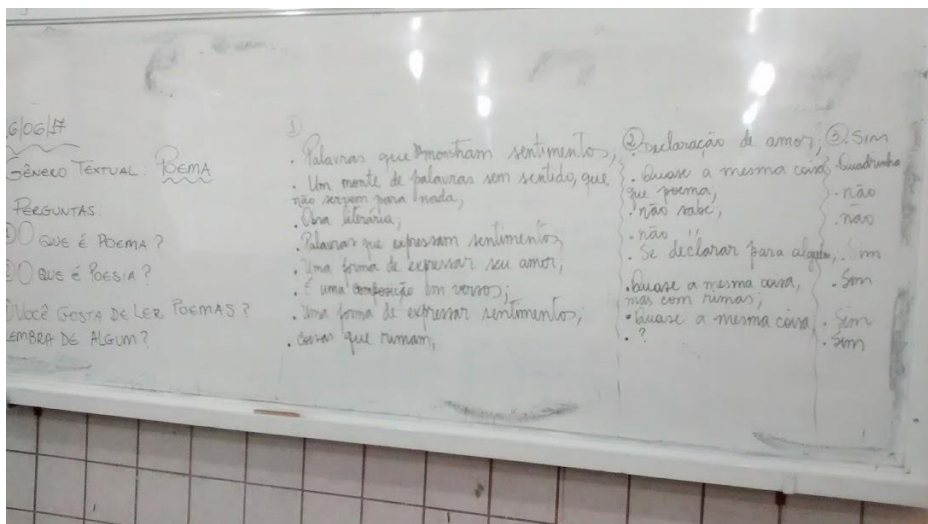 6/06/17
GÊNERO TEXTUAL: POEMA
PERGUNTAS:
O QUE É POEMA?
O QUE É POESIA?
VOCÊ GOSTA DE LER POEMAS?
LEMBRA DE ALGUM?
①
. Palavras que monstram sentimentos,
. Um monte de palavras sem sentido, que
não servem para nada,
. Obra literária;
. Palavras que expressam sentimentos,
. Uma forma de expressar seu amor;
. É uma composição em versos;
. Uma forma de expressar sentimentos;
. coisas que rimam,
② Declaração de amor;
. Quase a mesma coisa
que poema,
. não sabe;
. não
. Se declarar para alguém,
. Quase a mesma coisa,
mas com rimas,
. Quase a mesma coisa
. ?
③. Sim
Quadrinha
. não
. não
. Sim
. Sim
. Sim
. Sim